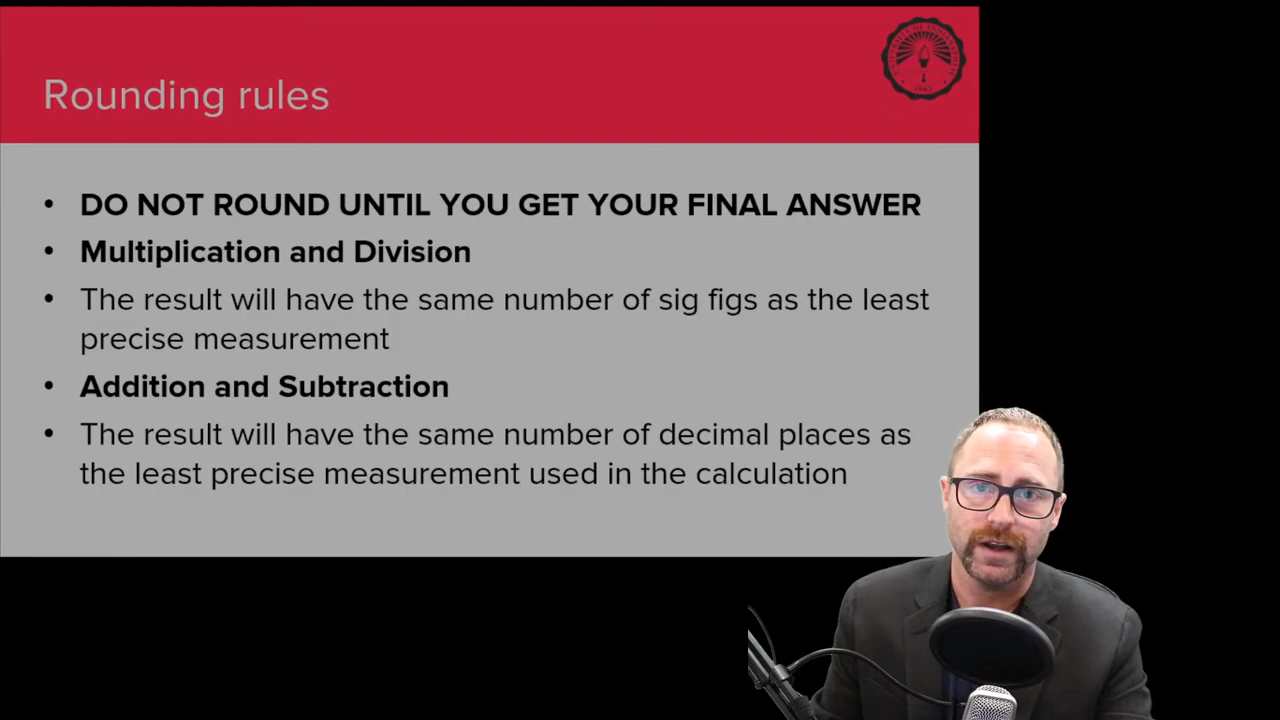 Rounding rules
• DO NOT ROUND UNTIL YOU GET YOUR FINAL ANSWER
• Multiplication and Division
• The result will have the same number of sig figs as the least
precise measurement
• Addition and Subtraction
• The result will have the same number of decimal places as
the least precise measurement used in the calculation